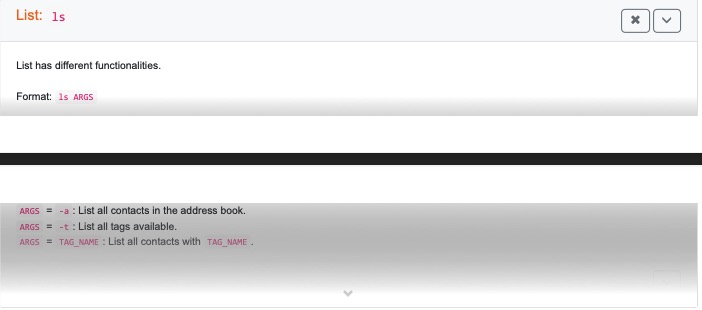 List: ls
List has different functionalities.
Format: ls ARGS
ARGS = -a : List all contacts in the address book.
ARGS = -t : List all tags available.
ARGS = TAG_NAME : List all contacts with TAG_NAME .